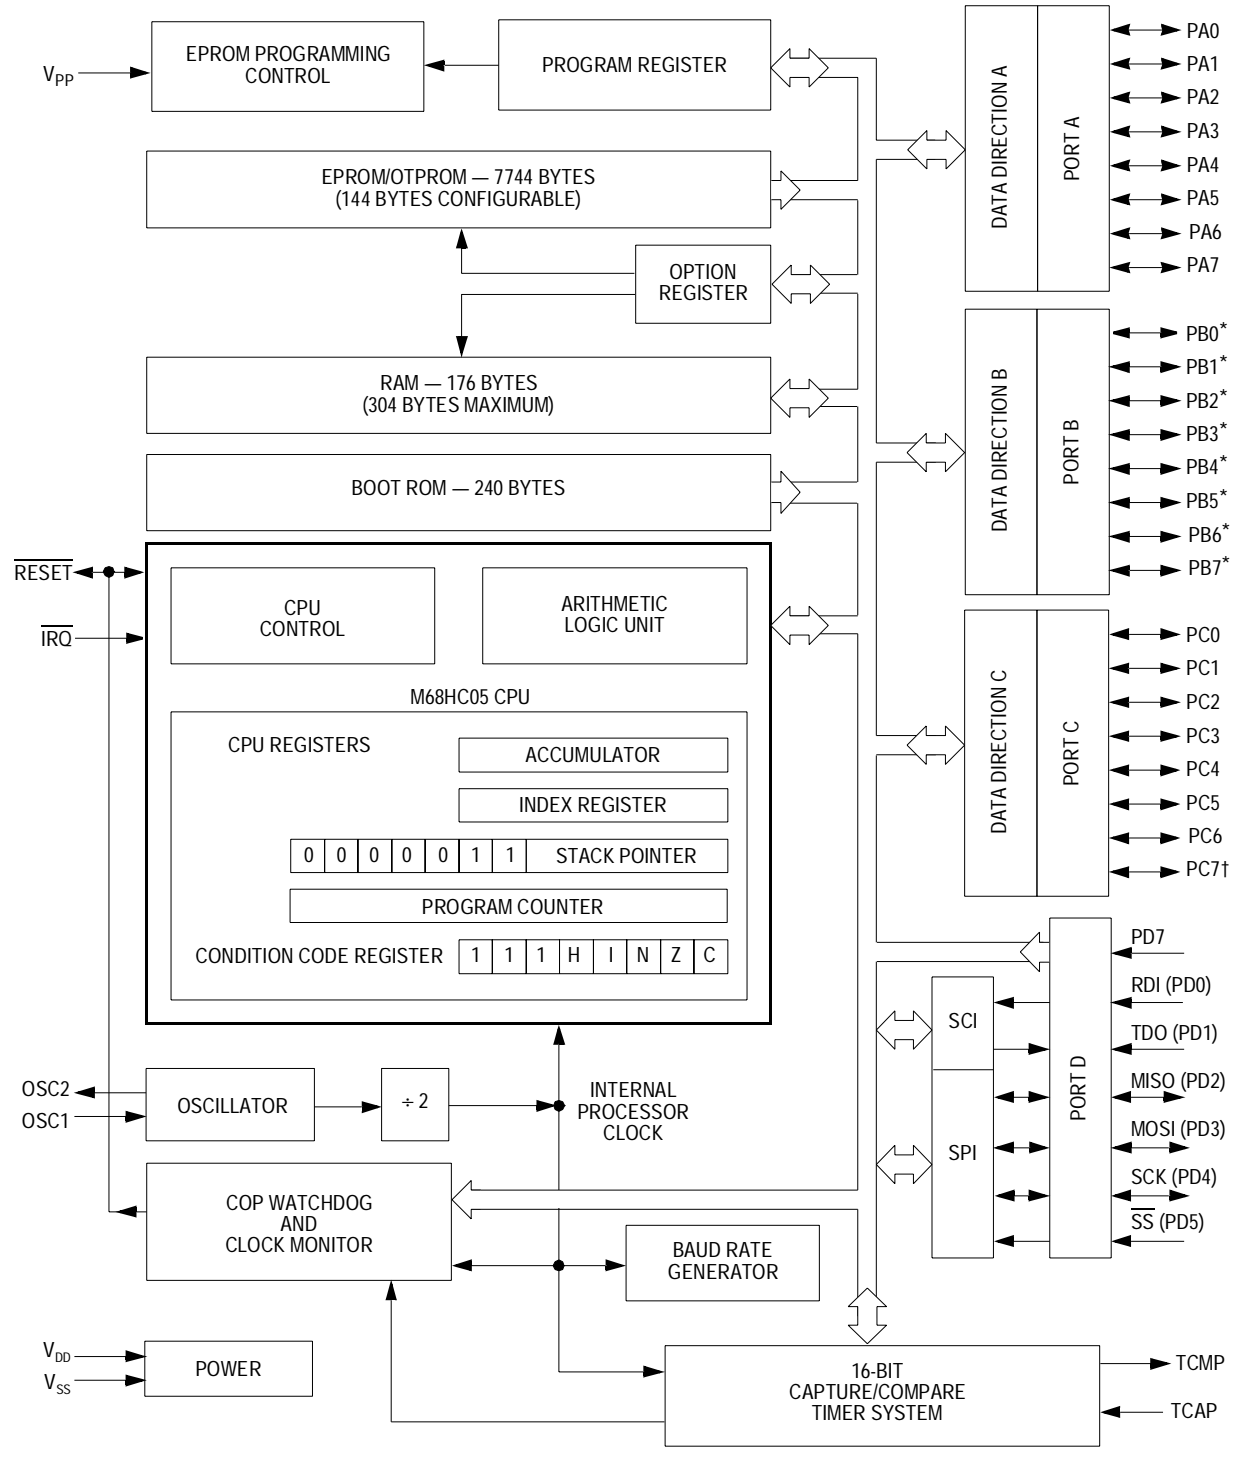 EPROM PROGRAMMING
CONTROL
V_PP
PROGRAM REGISTER
EPROM/OTPROM — 7744 BYTES
(144 BYTES CONFIGURABLE)
OPTION
REGISTER
RAM — 176 BYTES
(304 BYTES MAXIMUM)
BOOT ROM — 240 BYTES
RESET
IRQ
CPU
CONTROL
ARITHMETIC
LOGIC UNIT
M68HC05 CPU
CPU REGISTERS
ACCUMULATOR
INDEX REGISTER
0 0 0 0 0 1 1 STACK POINTER
PROGRAM COUNTER
CONDITION CODE REGISTER 1 1 1 H I N Z C
OSC2
OSC1
OSCILLATOR
÷ 2
INTERNAL
PROCESSOR
CLOCK
COP WATCHDOG
AND
CLOCK MONITOR
BAUD RATE
GENERATOR
V_DD
V_SS
POWER
16-BIT
CAPTURE/COMPARE
TIMER SYSTEM
TCMP
TCAP
DATA DIRECTION A
PORT A
PA0
PA1
PA2
PA3
PA4
PA5
PA6
PA7
DATA DIRECTION B
PORT B
PB0*
PB1*
PB2*
PB3*
PB4*
PB5*
PB6*
PB7*
DATA DIRECTION C
PORT C
PC0
PC1
PC2
PC3
PC4
PC5
PC6
PC7†
SCI
SPI
PORT D
PD7
RDI (PD0)
TDO (PD1)
MISO (PD2)
MOSI (PD3)
SCK (PD4)
SS (PD5)